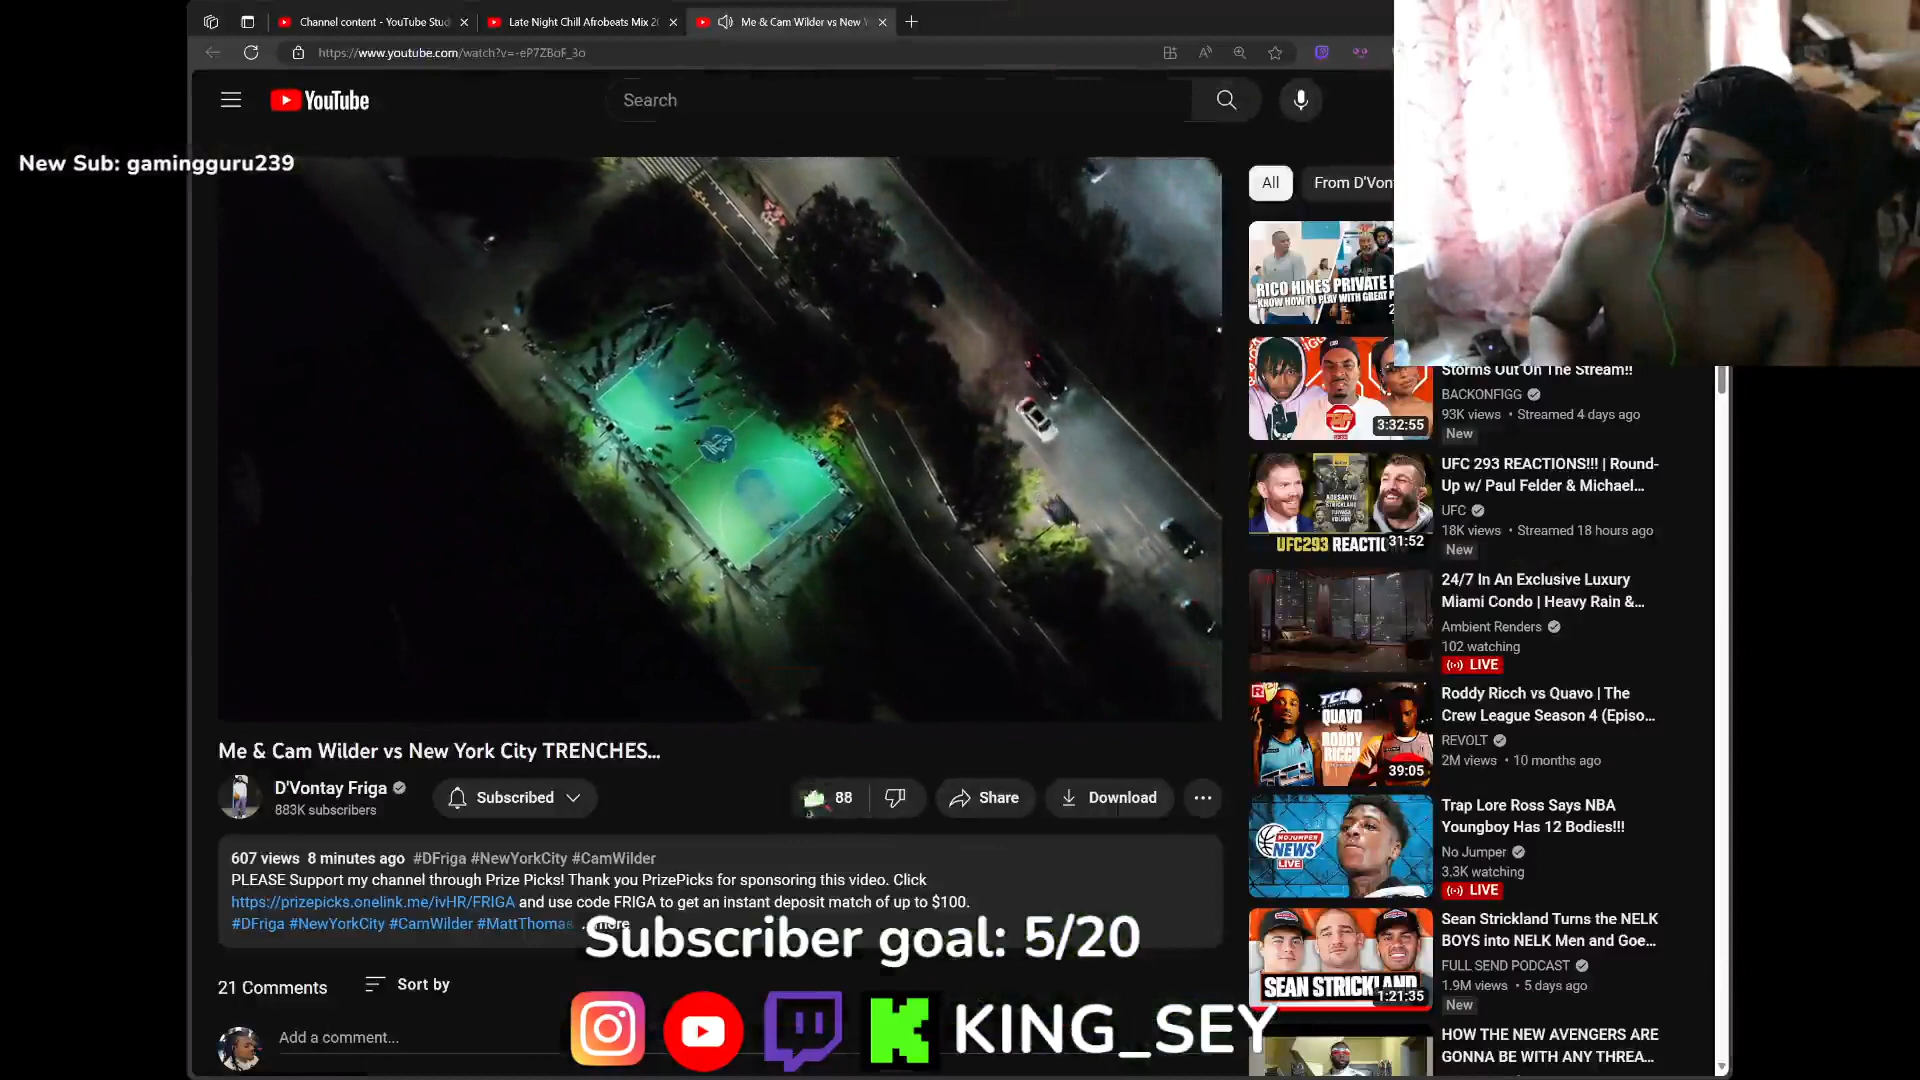 Channel content - YouTube Stud
Late Night Chill Afrobeats Mix 20
Me & Cam Wilder vs New Y
https://www.youtube.com/watch?v=-eP7ZBoF_3o
YouTube
Search
New Sub: gamingguru239
All
From D'Vont
RICO HINES PRIVATE
KNOW HOW TO PLAY WITH GREAT P
Storms Out On The Stream!!
BACKONFIGG
93K views • Streamed 4 days ago
New
3:32:55
UFC 293 REACTIONS!!! | Round-
Up w/ Paul Felder & Michael...
UFC
18K views • Streamed 18 hours ago
New
UFC293 REACTIO
31:52
24/7 In An Exclusive Luxury
Miami Condo | Heavy Rain &...
Ambient Renders
102 watching
LIVE
Roddy Ricch vs Quavo | The
Crew League Season 4 (Episo...
REVOLT
2M views • 10 months ago
TCL
QUAVO
VS
RODDY
RICCH
39:05
Trap Lore Ross Says NBA
Youngboy Has 12 Bodies!!!
No Jumper
3.3K watching
LIVE
NOJUMPER
NEWS
LIVE
Sean Strickland Turns the NELK
BOYS into NELK Men and Goe...
FULL SEND PODCAST
1.9M views • 5 days ago
New
SEAN STRICKLAND
1:21:35
HOW THE NEW AVENGERS ARE
GONNA BE WITH ANY THREA...
Me & Cam Wilder vs New York City TRENCHES...
D'Vontay Friga
883K subscribers
Subscribed
88
Share
Download
607 views 8 minutes ago #DFriga #NewYorkCity #CamWilder
PLEASE Support my channel through Prize Picks! Thank you PrizePicks for sponsoring this video. Click
https://prizepicks.onelink.me/ivHR/FRIGA and use code FRIGA to get an instant deposit match of up to $100.
#DFriga #NewYorkCity #CamWilder #MattThomas ...more
Subscriber goal: 5/20
21 Comments
Sort by
Add a comment...
KING_SEY